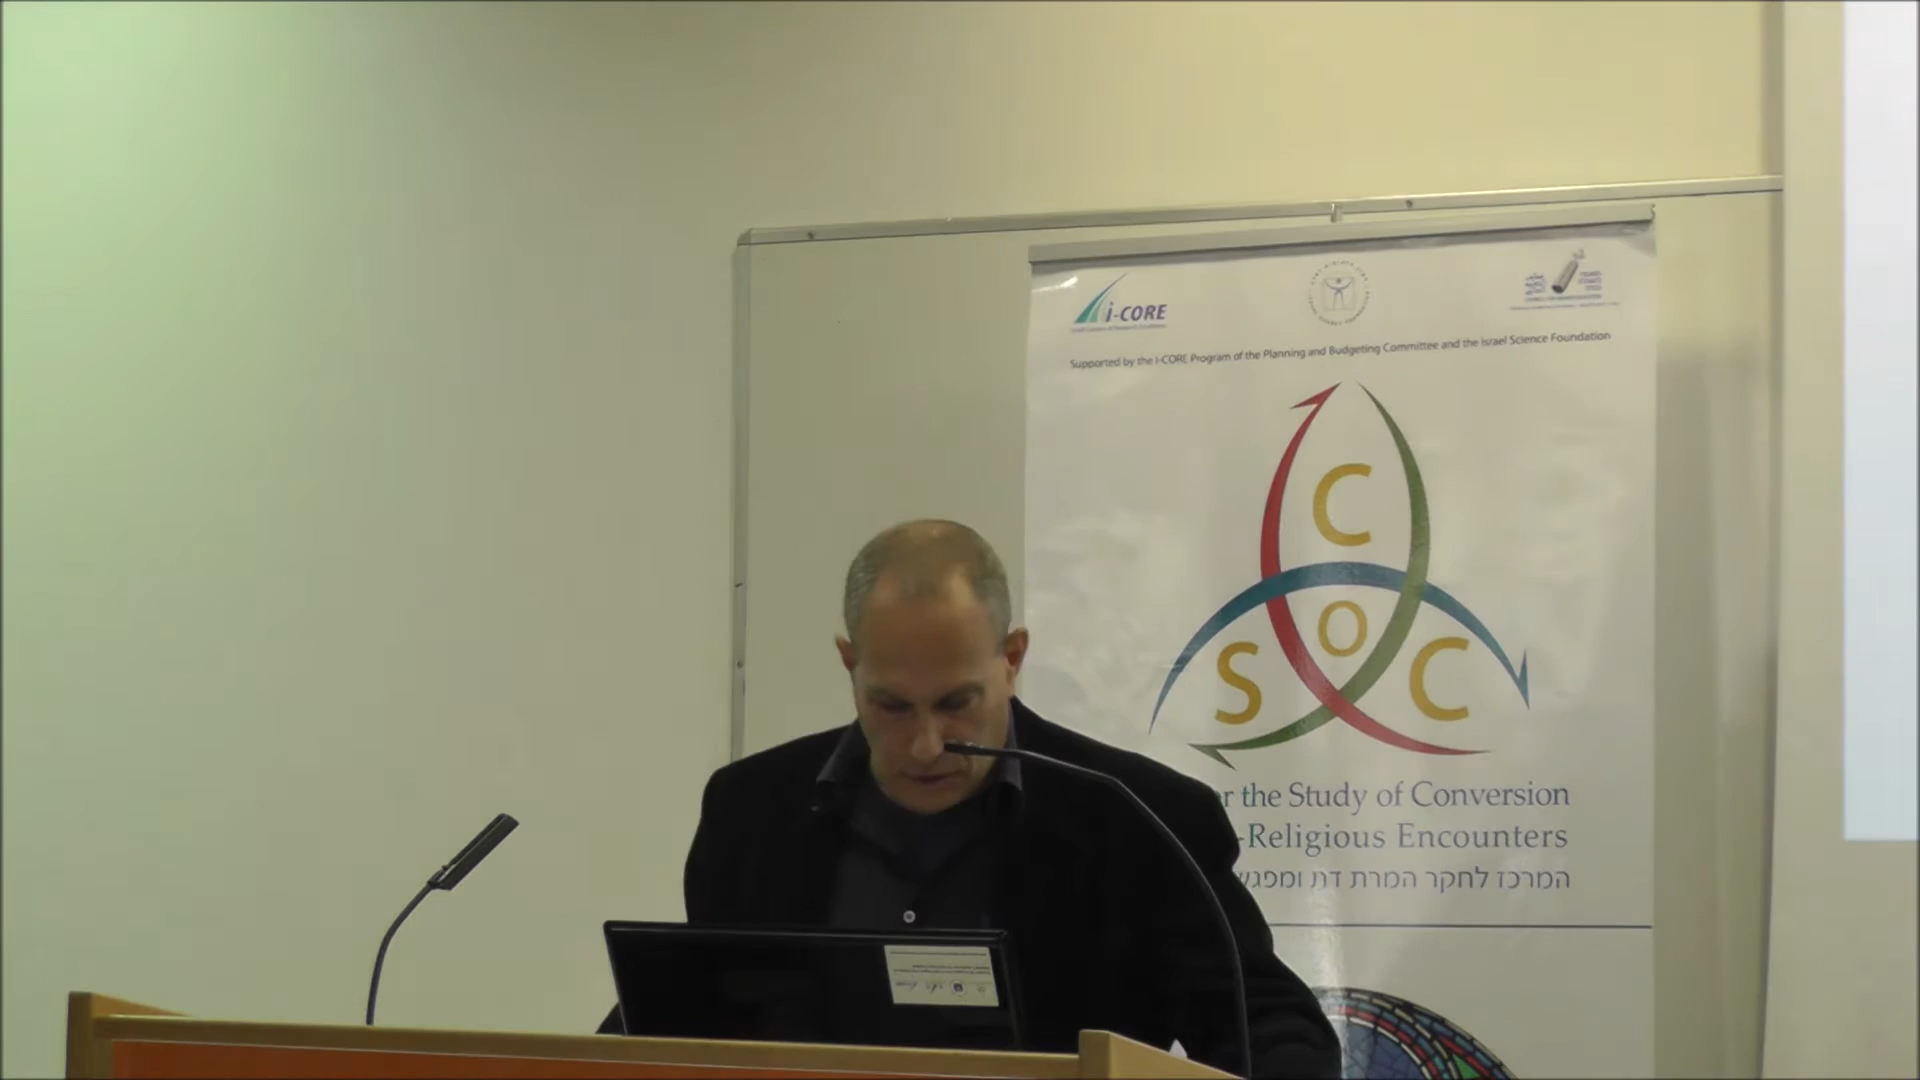 i-CORE
Supported by the I-CORE Program of the Planning and Budgeting Committee and the Israel Science Foundation
C
O
S C
r the Study of Conversion
-Religious Encounters
המרכז לחקר המרת דת ומפגש